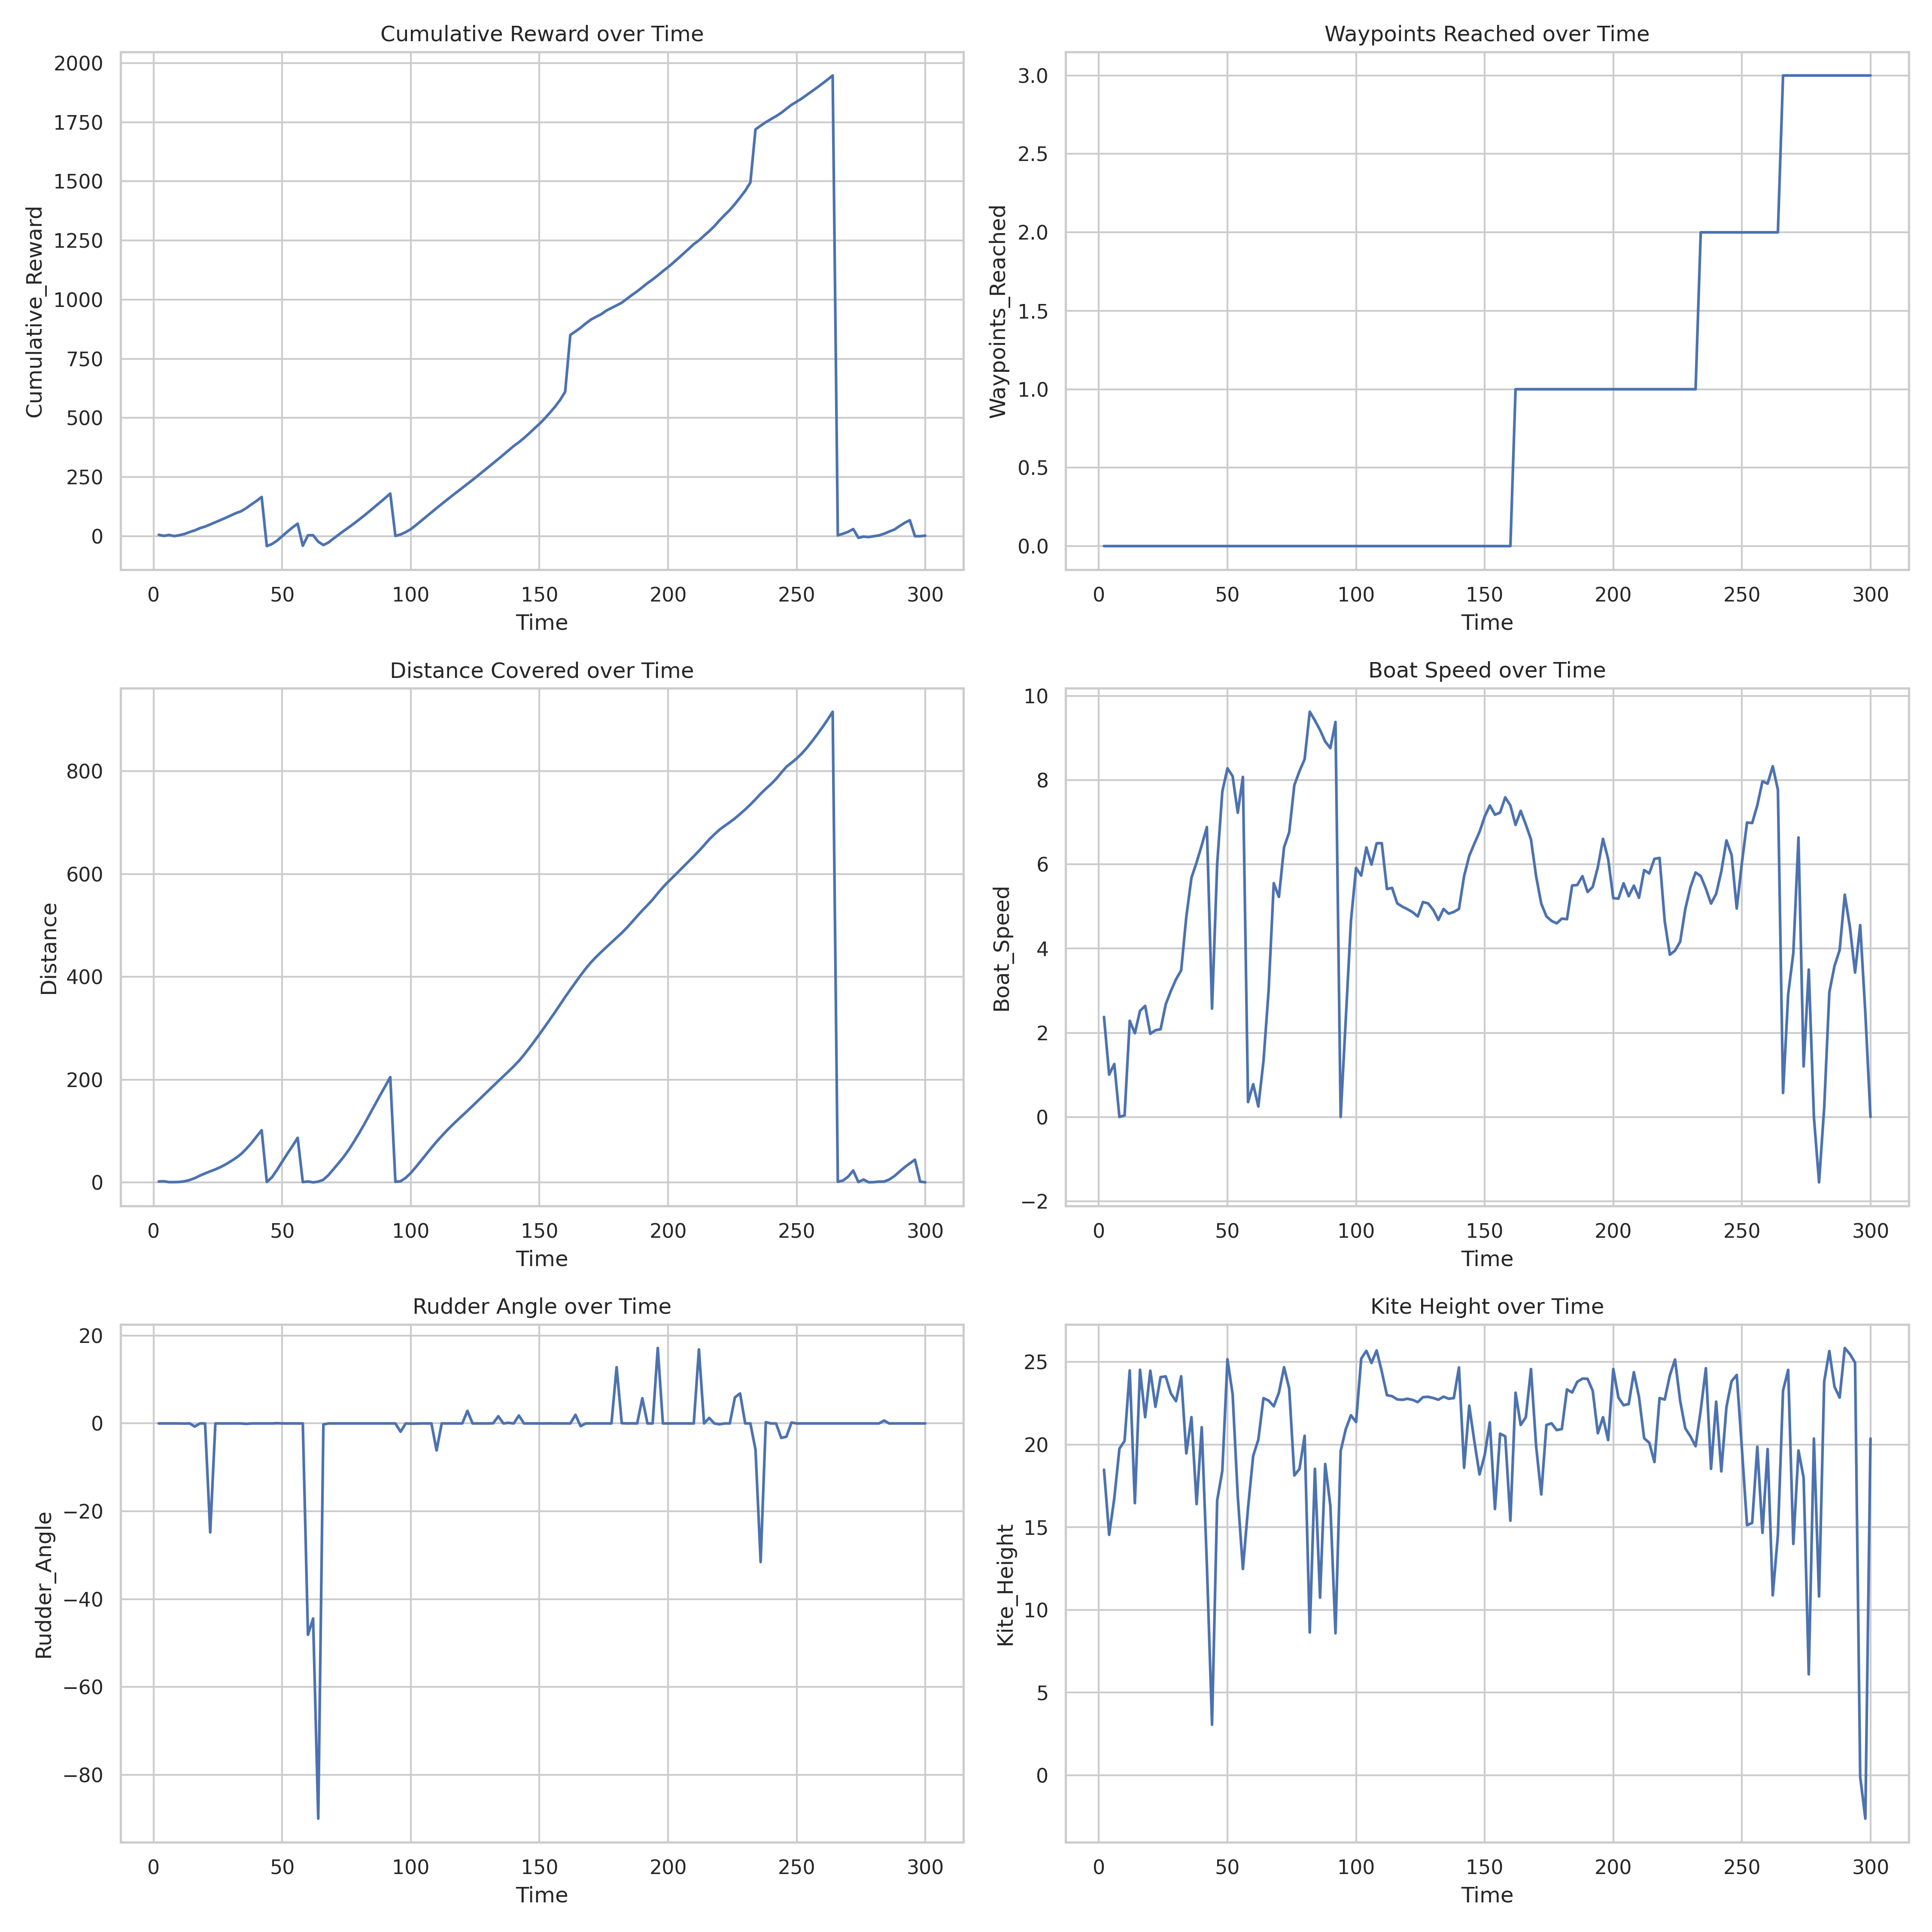 Cumulative Reward over Time
Cumulative_Reward
2000
1750
1500
1250
1000
750
500
250
0
0 50 100 150 200 250 300
Time
Waypoints Reached over Time
Waypoints_Reached
3.0
2.5
2.0
1.5
1.0
0.5
0.0
0 50 100 150 200 250 300
Time
Distance Covered over Time
Distance
800
600
400
200
0
0 50 100 150 200 250 300
Time
Boat Speed over Time
Boat_Speed
10
8
6
4
2
0
−2
0 50 100 150 200 250 300
Time
Rudder Angle over Time
Rudder_Angle
20
0
−20
−40
−60
−80
0 50 100 150 200 250 300
Time
Kite Height over Time
Kite_Height
25
20
15
10
5
0
0 50 100 150 200 250 300
Time